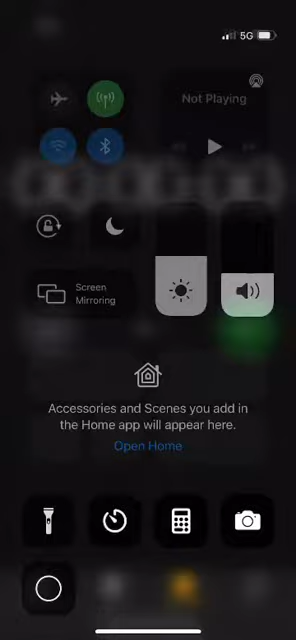 5G
Not Playing
Screen
Mirroring
Accessories and Scenes you add in
the Home app will appear here.
Open Home